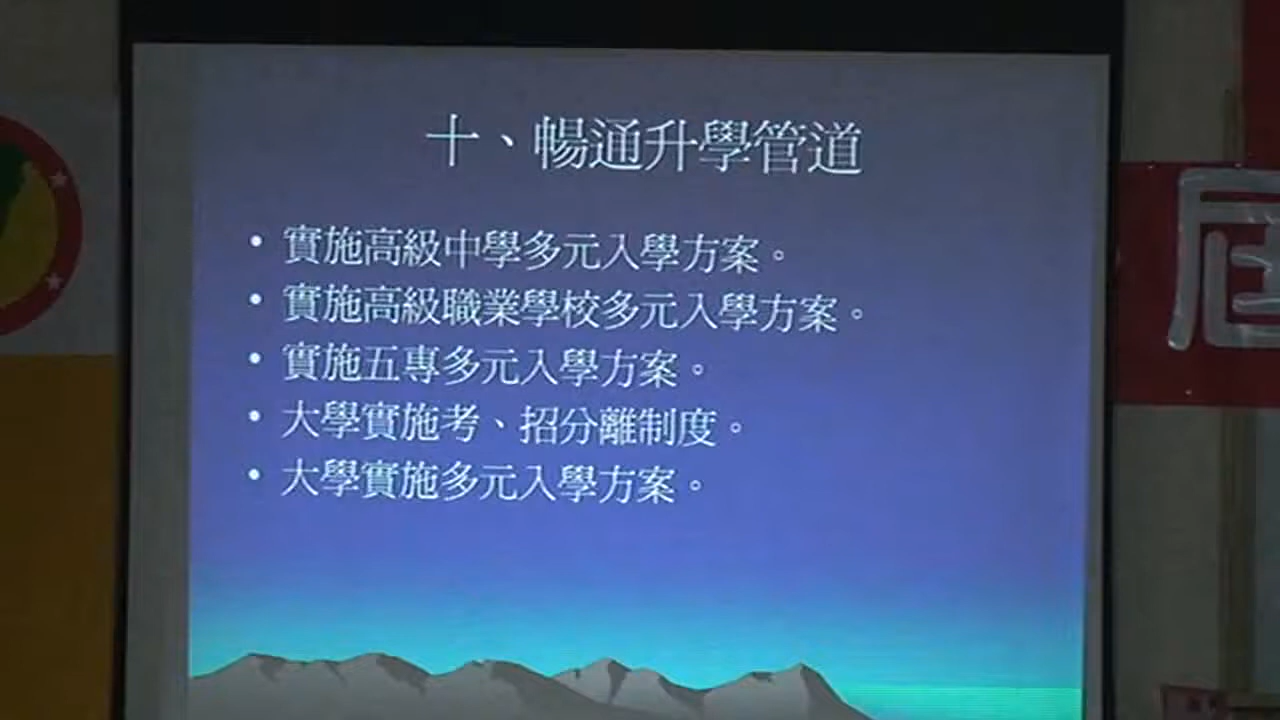 十、暢通升學管道
• 實施高級中學多元入學方案。
• 實施高級職業學校多元入學方案。
• 實施五專多元入學方案。
• 大學實施考、招分離制度。
• 大學實施多元入學方案。
屆